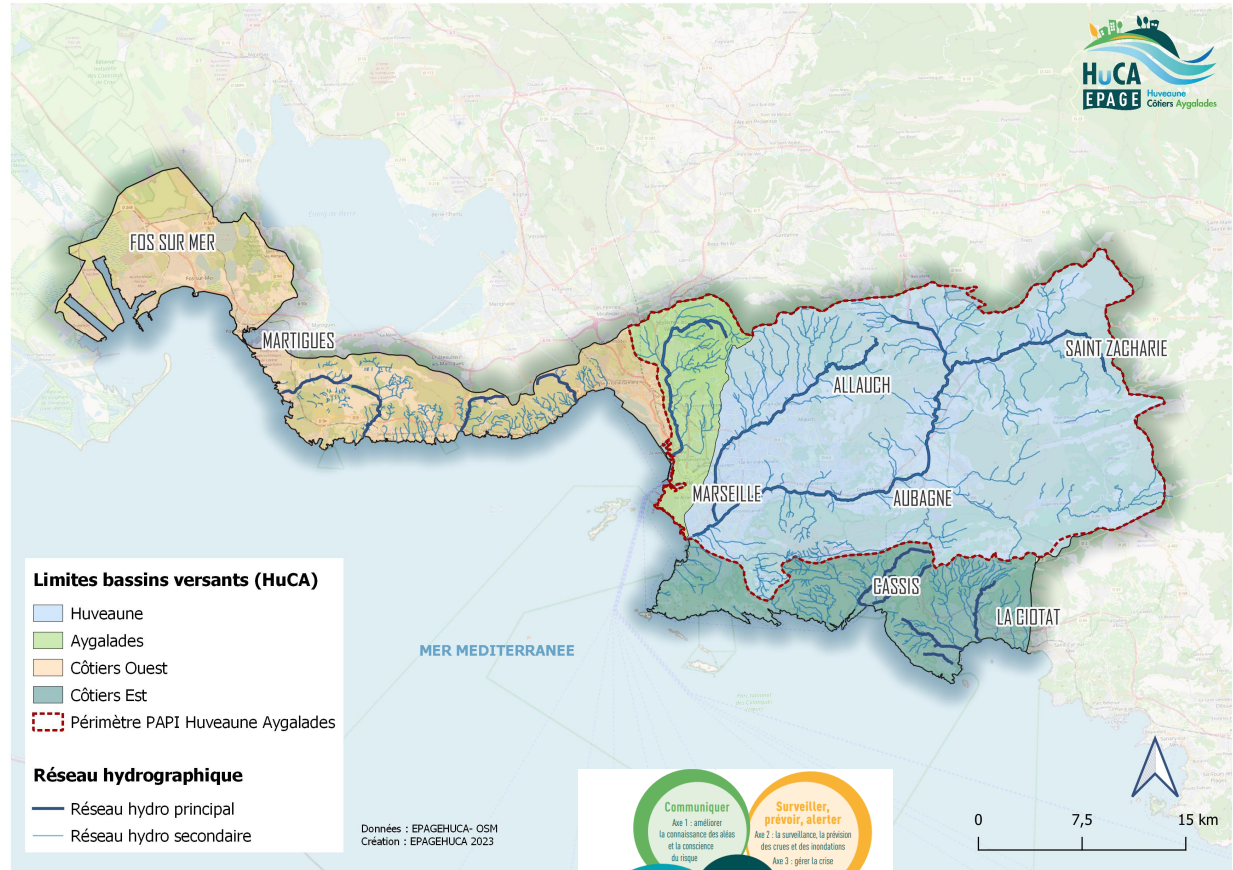 HuCA
EPAGE
Huveaune
Côtiers Aygalades
FOS SUR MER
MARTIGUES
SAINT ZACHARIE
ALLAUCH
MARSEILLE
AUBAGNE
CASSIS
LA CIOTAT
MER MEDITERRANEE
Limites bassins versants (HuCA)
Huveaune
Aygalades
Côtiers Ouest
Côtiers Est
Périmètre PAPI Huveaune Aygalades
Réseau hydrographique
Réseau hydro principal
Réseau hydro secondaire
Données : EPAGEHUCA- OSM
Création : EPAGEHUCA 2023
Communiquer
Axe 1 : améliorer
la connaissance des aléas
et la conscience
du risque
Surveiller,
prévoir, alerter
Axe 2 : la surveillance, la prévision
des crues et des inondations
Axe 3 : gérer la crise
0 7,5 15 km